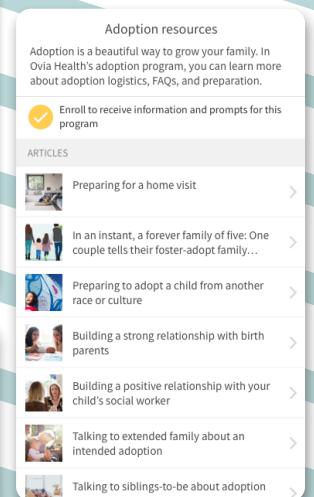 Adoption resources
Adoption is a beautiful way to grow your family. In
Ovia Health's adoption program, you can learn more
about adoption logistics, FAQs, and preparation.
Enroll to receive information and prompts for this
program
ARTICLES
Preparing for a home visit
In an instant, a forever family of five: One
couple tells their foster-adopt family…
Preparing to adopt a child from another
race or culture
Building a strong relationship with birth
parents
Building a positive relationship with your
child's social worker
Talking to extended family about an
intended adoption
Talking to siblings-to-be about adoption